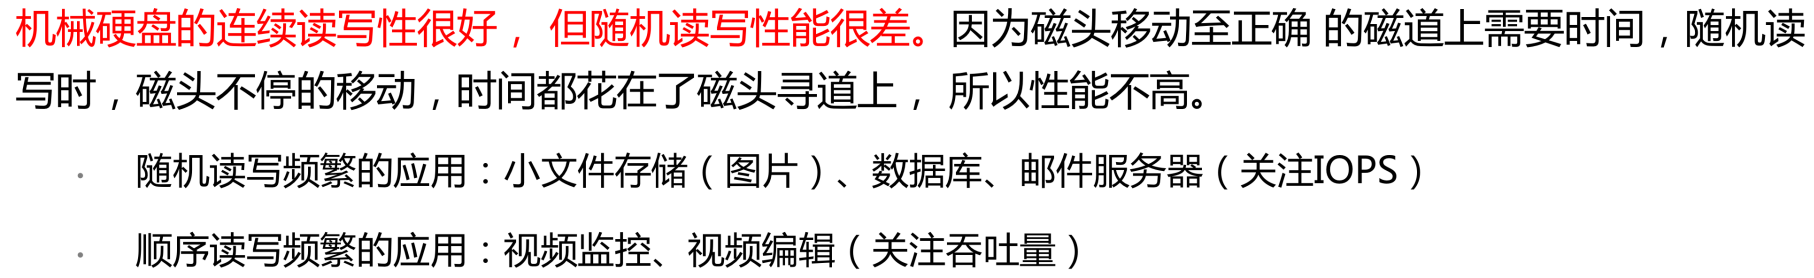 机械硬盘的连续读写性很好， 但随机读写性能很差。因为磁头移动至正确 的磁道上需要时间，随机读
写时，磁头不停的移动，时间都花在了磁头寻道上， 所以性能不高。
• 随机读写频繁的应用：小文件存储（图片）、数据库、邮件服务器（关注IOPS）
• 顺序读写频繁的应用：视频监控、视频编辑（关注吞吐量）